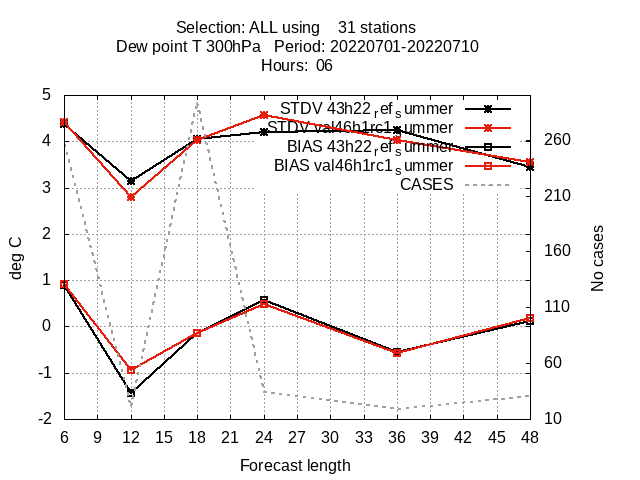 Selection: ALL using    31 stations
Dew point T 300hPa   Period: 20220701-20220710
Hours:  06
STDV 43h22_ref_summer
STDV val46h1rc1_summer
BIAS 43h22_ref_summer
BIAS val46h1rc1_summer
CASES
5
4
3
2
1
0
-1
-2
deg C
260
210
160
110
60
10
No cases
6 9 12 15 18 21 24 27 30 33 36 39 42 45 48
Forecast length